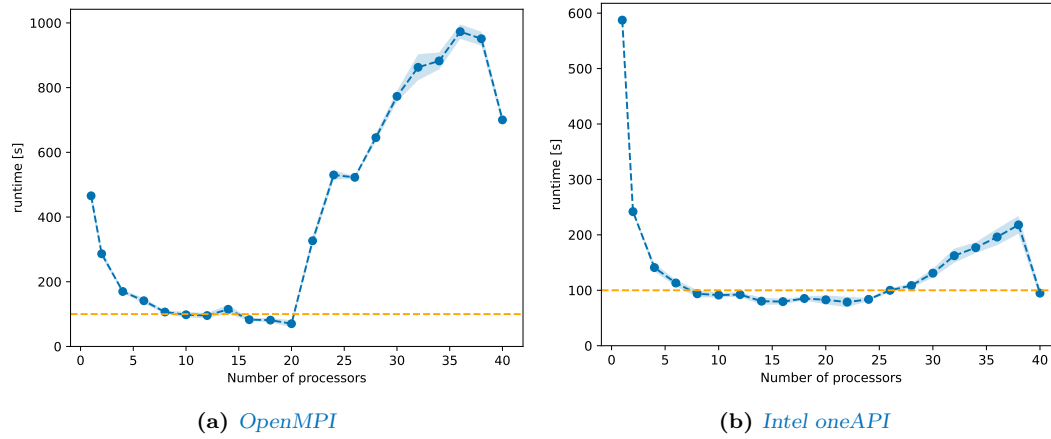 1000
800
600
400
200
0
runtime [s]
0 5 10 15 20 25 30 35 40
Number of processors
(a) OpenMPI
600
500
400
300
200
100
0
runtime [s]
0 5 10 15 20 25 30 35 40
Number of processors
(b) Intel oneAPI